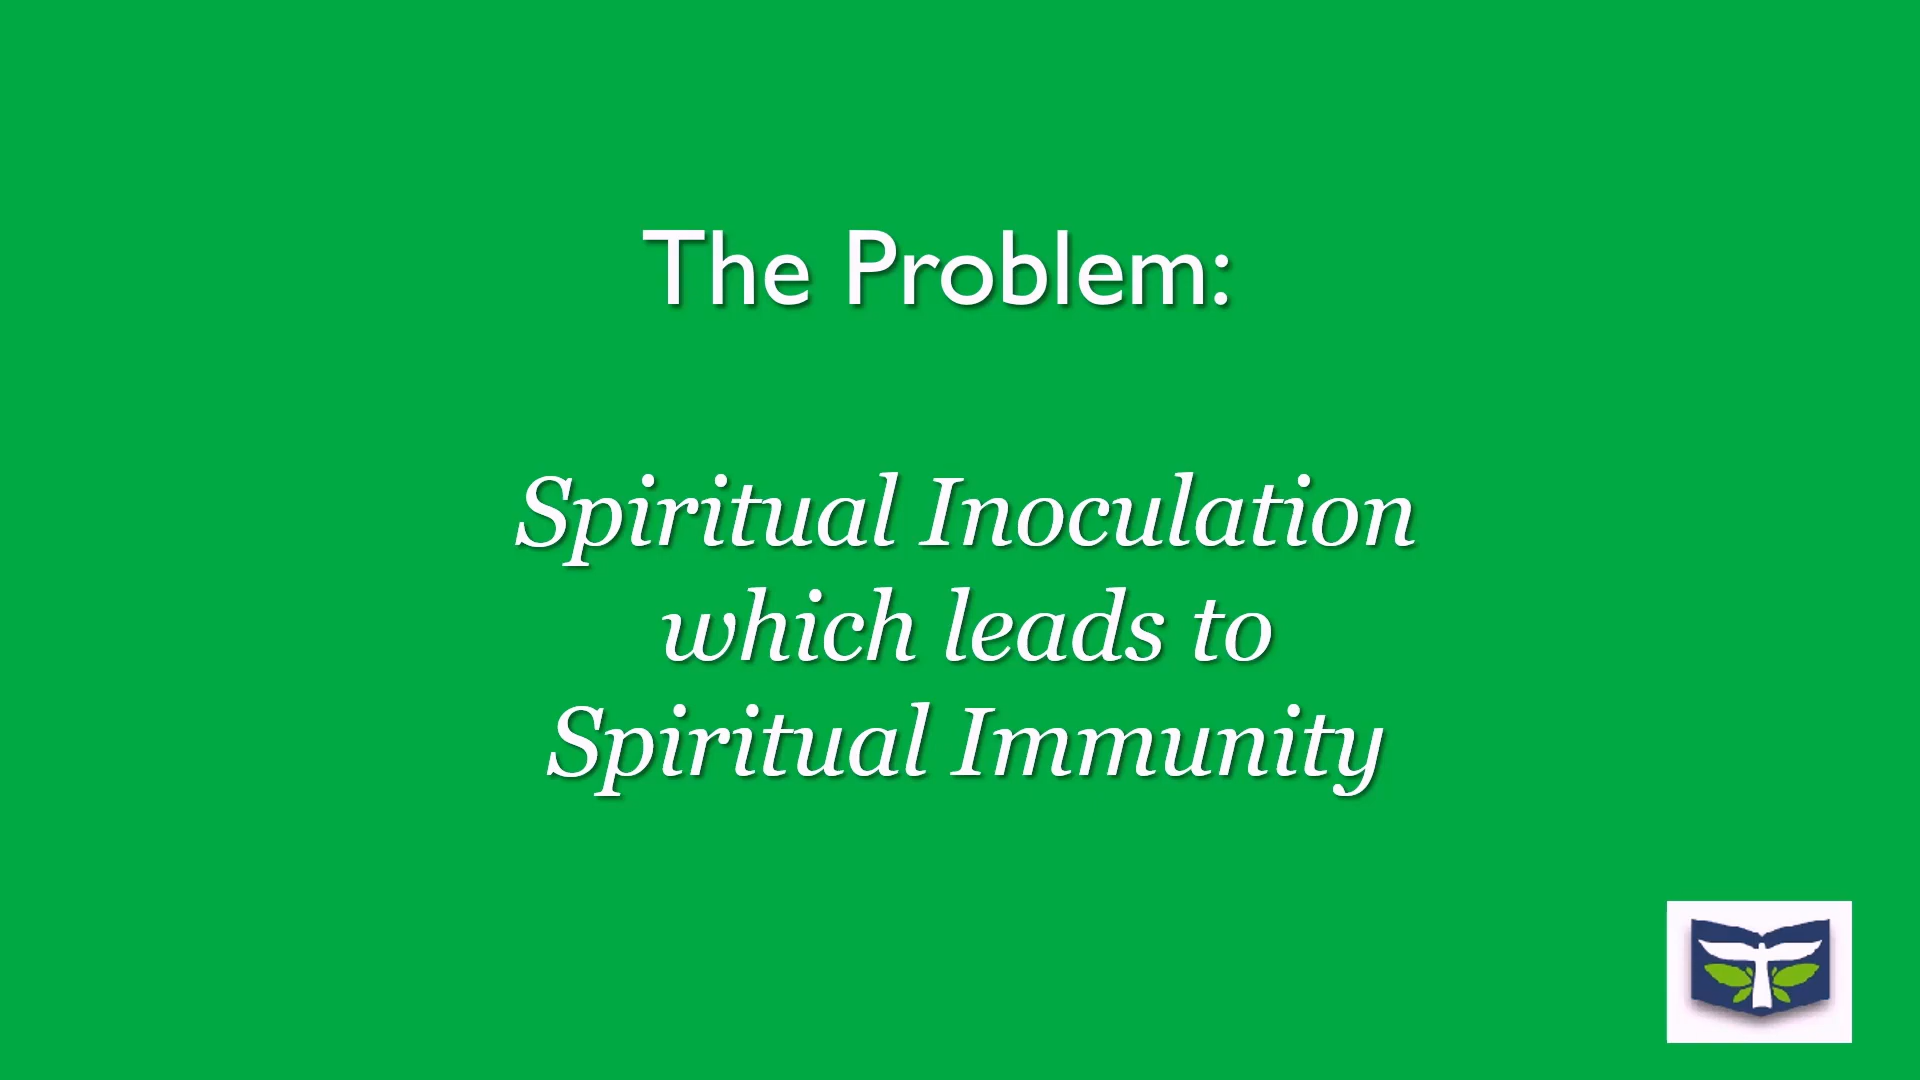 The Problem:
Spiritual Inoculation
which leads to
Spiritual Immunity